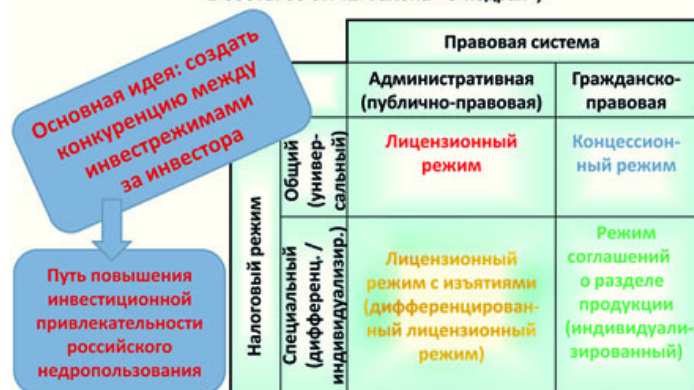 Правовая система
Административная
(публично-правовая)
Гражданско-
правовая
Основная идея: создать
конкуренцию между
инвестрежимами
за инвестора
Налоговый режим
Общий
(универ-
сальный)
Лицензионный
режим
Концессион-
ный режим
Путь повышения
инвестиционной
привлекательности
российского
недропользования
Специальный
(дифференц. /
индивидуализир.)
Лицензионный
режим с изъятиями
(дифференцирован-
ный лицензионный
режим)
Режим
соглашений
о разделе
продукции
(индивидуали-
зированный)